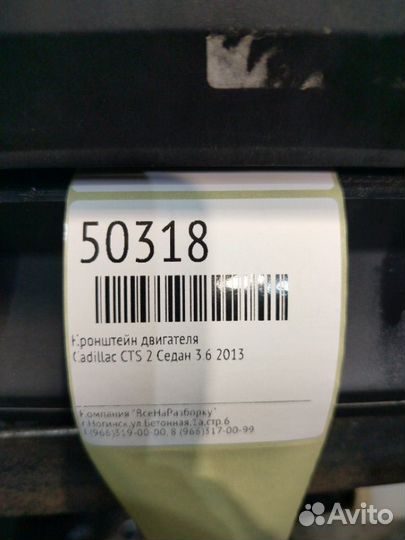 50318
Кронштейн двигателя
Cadillac CTS 2 Седан 3.6 2013
Компания "ВсеНаРазборку"
г.Ногинск,ул.Бетонная,1а,стр.6
8 (966)319-00-00, 8 (966)317-00-99
Avito